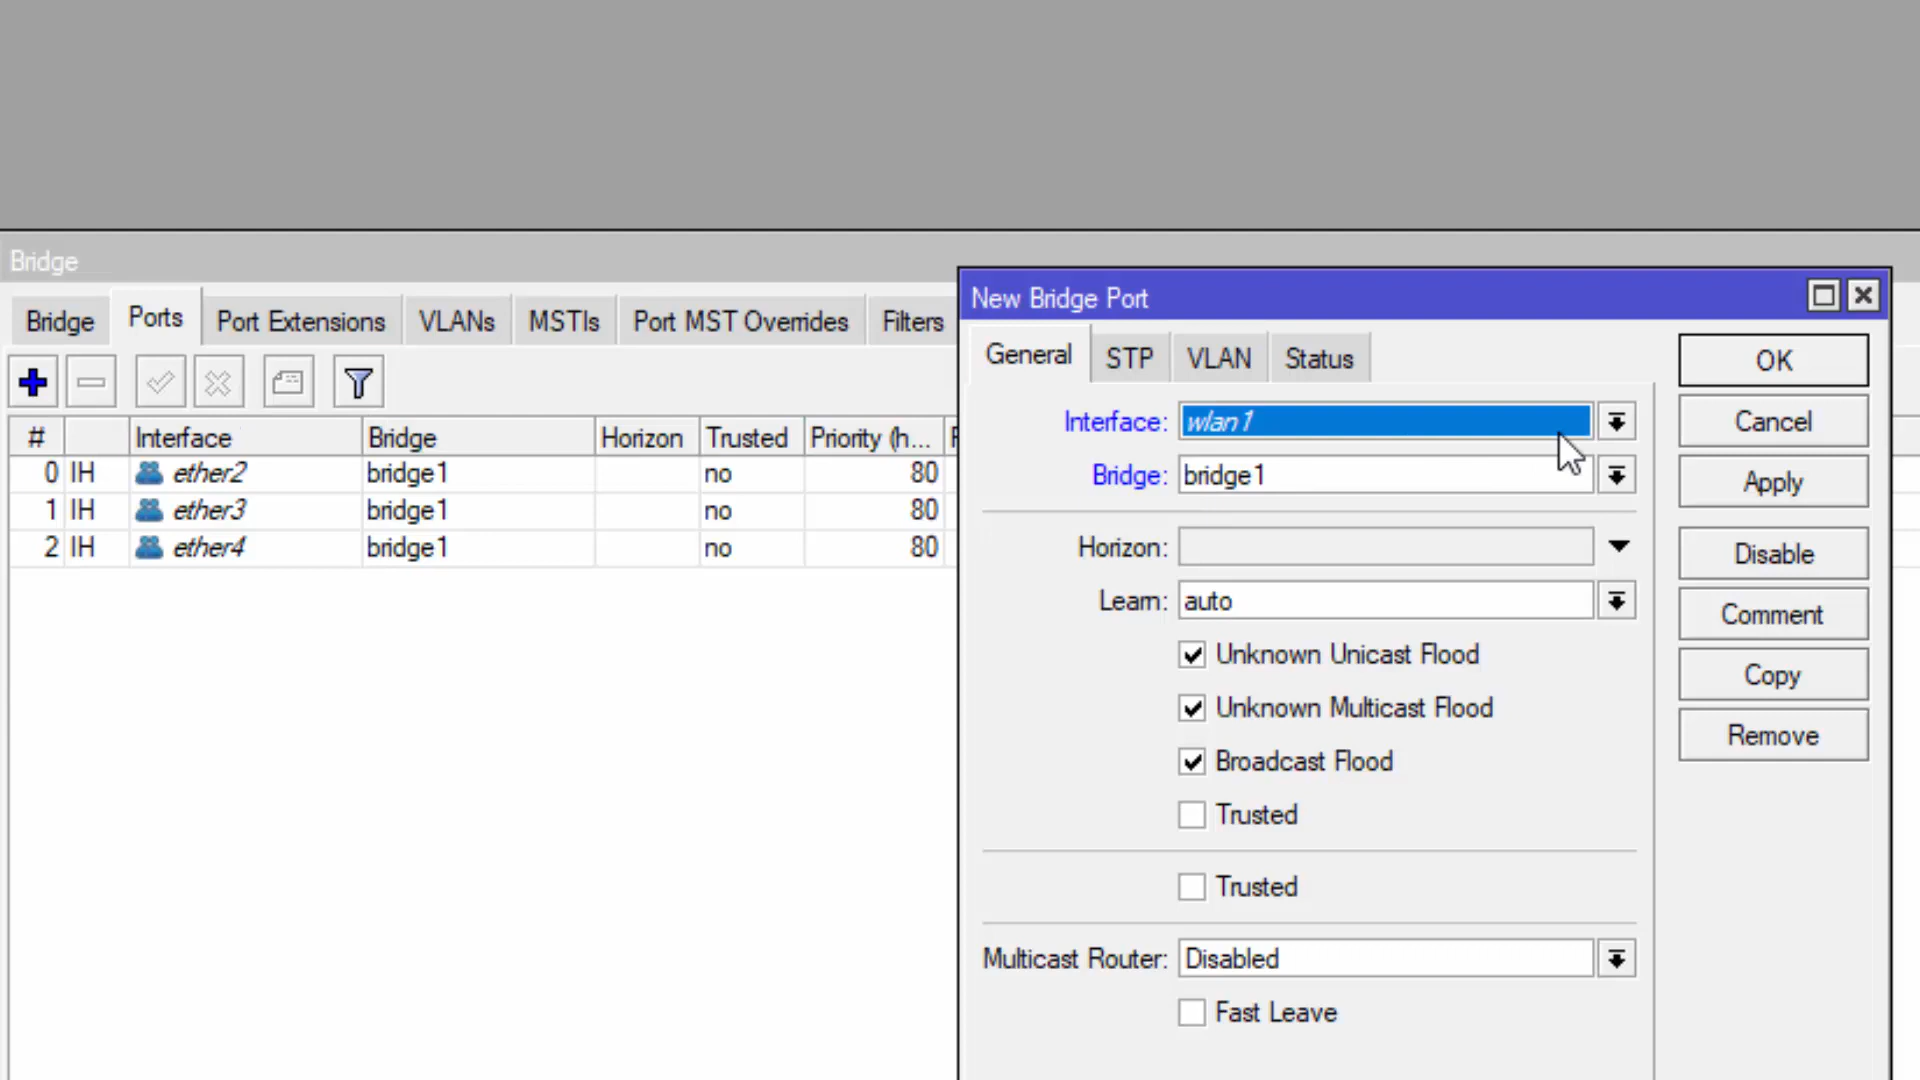 Bridge
Bridge Ports Port Extensions VLANs MSTIs Port MST Overrides Filters
# Interface Bridge Horizon Trusted Priority (h...
0 IH ether2 bridge1 no 80
1 IH ether3 bridge1 no 80
2 IH ether4 bridge1 no 80
New Bridge Port
General STP VLAN Status
Interface: wlan1
Bridge: bridge1
Horizon:
Learn: auto
Unknown Unicast Flood
Unknown Multicast Flood
Broadcast Flood
Trusted
Trusted
Multicast Router: Disabled
Fast Leave
OK
Cancel
Apply
Disable
Comment
Copy
Remove